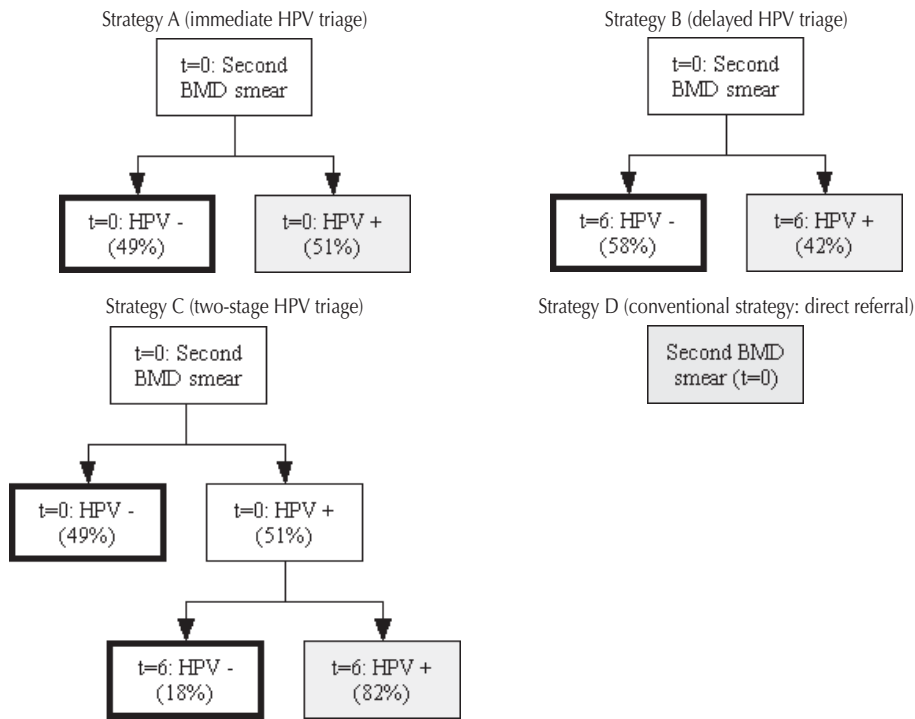 Strategy A (immediate HPV triage)
t=0: Second
BMD smear
t=0: HPV -
(49%)
t=0: HPV +
(51%)
Strategy B (delayed HPV triage)
t=0: Second
BMD smear
t=6: HPV -
(58%)
t=6: HPV +
(42%)
Strategy C (two-stage HPV triage)
t=0: Second
BMD smear
t=0: HPV -
(49%)
t=0: HPV +
(51%)
t=6: HPV -
(18%)
t=6: HPV +
(82%)
Strategy D (conventional strategy: direct referral)
Second BMD
smear (t=0)